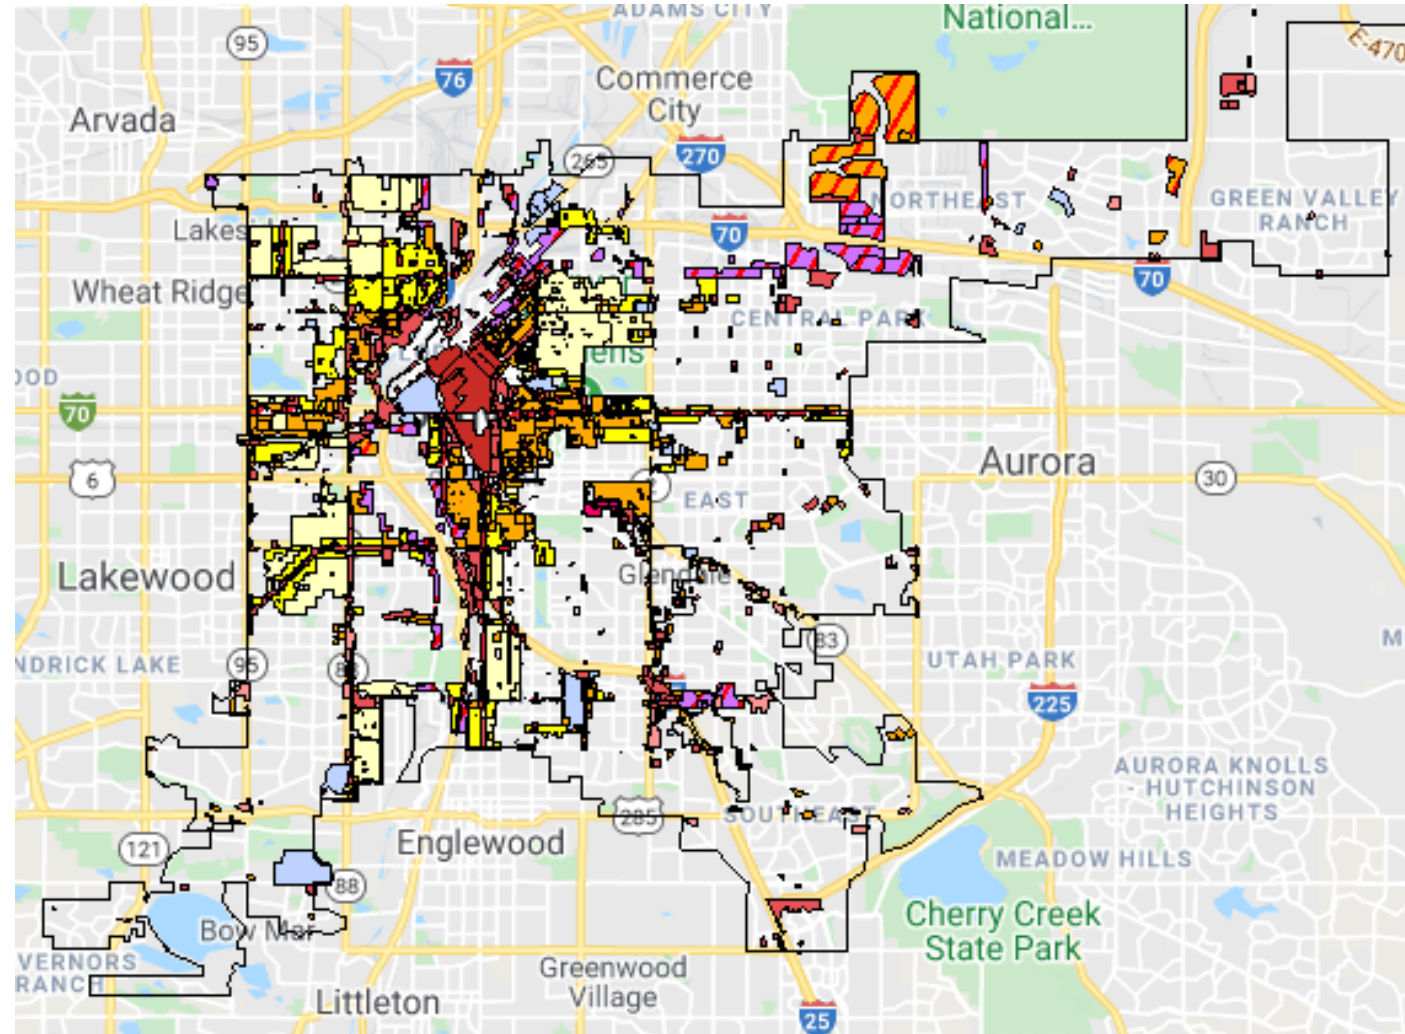 ADAMS CITY
National...
95
E-470
76
Commerce
City
Arvada
270
265
NORTHEAST
GREEN VALLEY
RANCH
Lakes
70
70
Wheat Ridge
CENTRAL PARK
70
Aurora
6
30
EAST
Lakewood
Glendale
83
NDRICK LAKE
95
UTAH PARK
225
AURORA KNOLLS
- HUTCHINSON
HEIGHTS
285
SOUTHEAST
121
Englewood
MEADOW HILLS
88
Cherry Creek
State Park
Bow Mar
VERNORS
RANCH
Greenwood
Village
Littleton
25